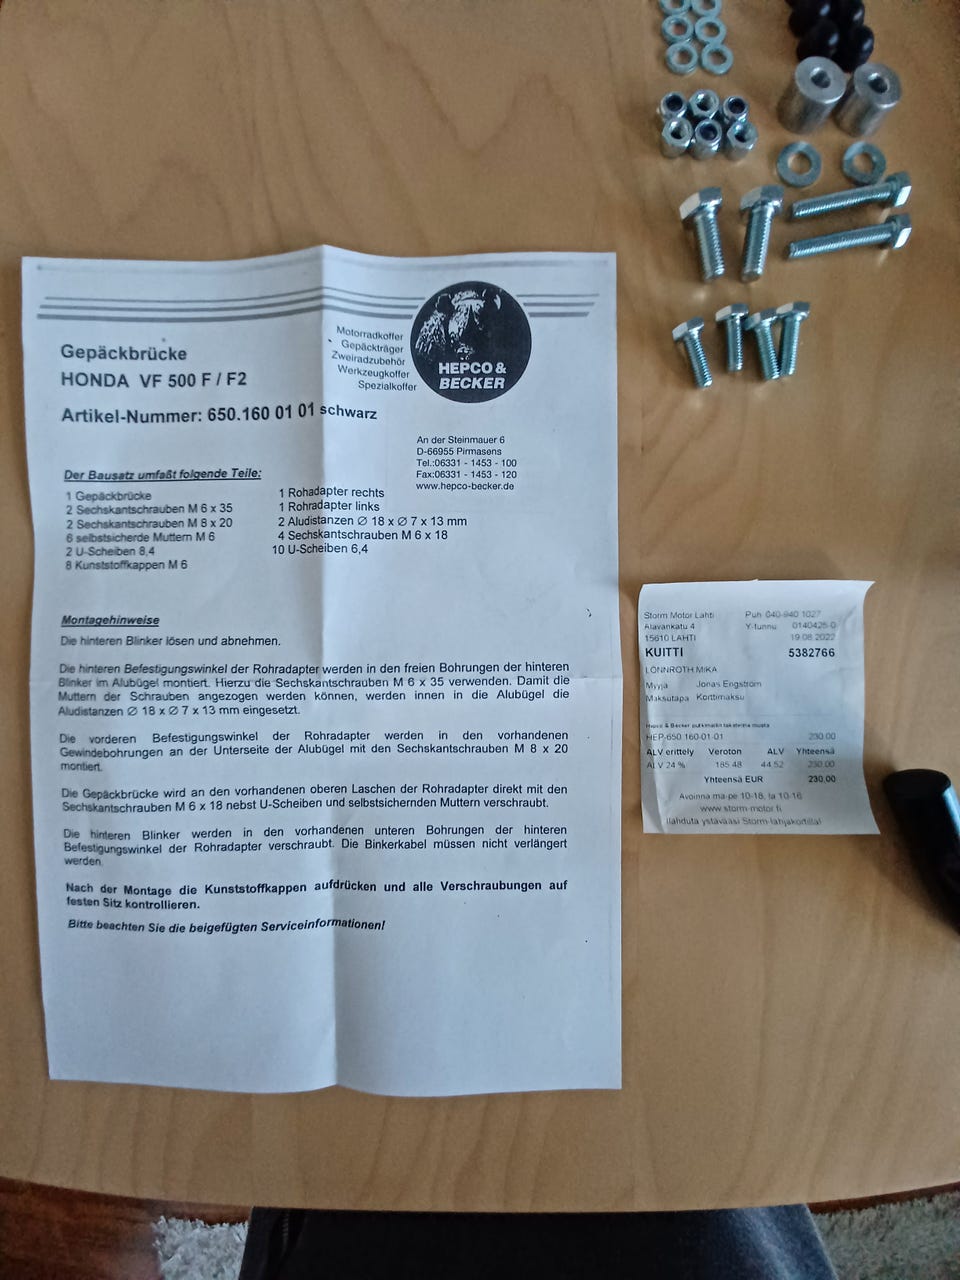 Motorradkoffer
Gepäckträger
Zweiradzubehör
Werkzeugkoffer
Spezialkoffer
HEPCO &
BECKER
Gepäckbrücke
HONDA VF 500 F / F2
Artikel-Nummer: 650.160 01 01 schwarz
An der Steinmauer 6
D-66955 Pirmasens
Tel.:06331 - 1453 - 100
Fax:06331 - 1453 - 120
www.hepco-becker.de
Der Bausatz umfaßt folgende Teile:
1 Gepäckbrücke
2 Sechskantschrauben M 6 x 35
2 Sechskantschrauben M 8 x 20
6 selbstsicherde Muttern M 6
2 U-Scheiben 8,4
8 Kunststoffkappen M 6
1 Rohadapter rechts
1 Rohradapter links
2 Aludistanzen ∅ 18 x ∅ 7 x 13 mm
4 Sechskantschrauben M 6 x 18
10 U-Scheiben 6,4
Montagehinweise
Die hinteren Blinker lösen und abnehmen.
Die hinteren Befestigungswinkel der Rohradapter werden in den freien Bohrungen der hinteren
Blinker im Alubügel montiert. Hierzu die Sechskantschrauben M 6 x 35 verwenden. Damit die
Muttern der Schrauben angezogen werden können, werden innen in die Alubügel die
Aludistanzen ∅ 18 x ∅ 7 x 13 mm eingesetzt.
Die vorderen Befestigungswinkel der Rohradapter werden in den vorhandenen
Gewindebohrungen an der Unterseite der Alubügel mit den Sechskantschrauben M 8 x 20
montiert.
Die Gepäckbrücke wird an den vorhandenen oberen Laschen der Rohradapter direkt mit den
Sechskantschrauben M 6 x 18 nebst U-Scheiben und selbstsichernden Muttern verschraubt.
Die hinteren Blinker werden in den vorhandenen unteren Bohrungen der hinteren
Befestigungswinkel der Rohradapter verschraubt. Die Binkerkabel müssen nicht verlängert
werden.
Nach der Montage die Kunststoffkappen aufdrücken und alle Verschraubungen auf
festen Sitz kontrollieren.
Bitte beachten Sie die beigefügten Serviceinformationen!
Storm Motor Lahti Puh 040-940 1027
Alavankatu 4 Y-tunnu 0140425-0
15610 LAHTI 19.08.2022
KUITTI 5382766
LÖNNROTH MIKA
Myyjä Jonas Engström
Maksutapa Korttimaksu
Hepco & Becker putkimallin takateline musta
HEP-650 160-01-01 230.00
ALV erittely Veroton ALV Yhteensä
ALV 24 % 185.48 44.52 230.00
Yhteensä EUR 230.00
Avoinna ma-pe 10-18, la 10-16
www.storm-motor.fi
Ilahduta ystävääsi Storm-lahjakortilla!